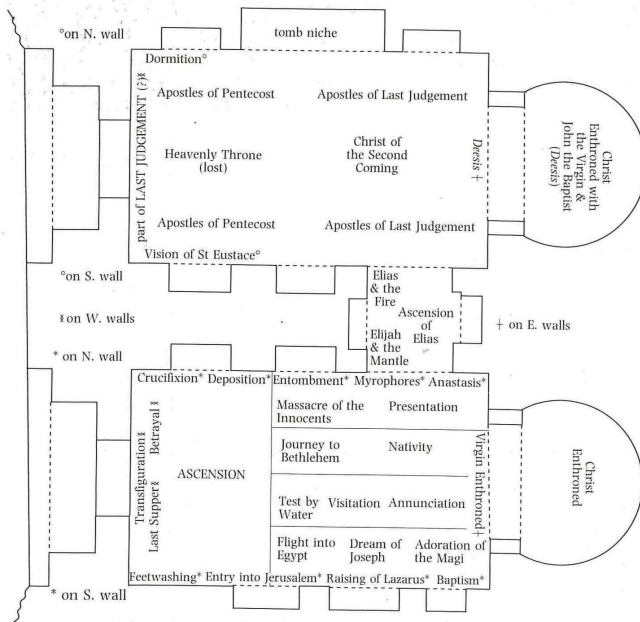 °on N. wall
tomb niche
Dormition°
part of LAST JUDGEMENT (?)⚹
Apostles of Pentecost
Apostles of Last Judgement
Heavenly Throne
(lost)
Christ of
the Second
Coming
Deesis †
Christ
Enthroned with
the Virgin &
John the Baptist
(Deesis)
Apostles of Pentecost
Apostles of Last Judgement
Vision of St Eustace°
°on S. wall
⚹on W. walls
* on N. wall
Elias
& the
Fire
Ascension
of
Elias
Elijah
& the
Mantle
† on E. walls
Crucifixion* Deposition* Entombment* Myrophores* Anastasis*
Massacre of the
Innocents
Presentation
Journey to
Bethlehem
Nativity
Transfiguration⚹
Last Supper⚹ Betrayal⚹
ASCENSION
Virgin Enthroned†
Christ
Enthroned
Test by
Water
Visitation
Annunciation
Flight into
Egypt
Dream of
Joseph
Adoration of
the Magi
Feetwashing* Entry into Jerusalem* Raising of Lazarus* Baptism*
* on S. wall